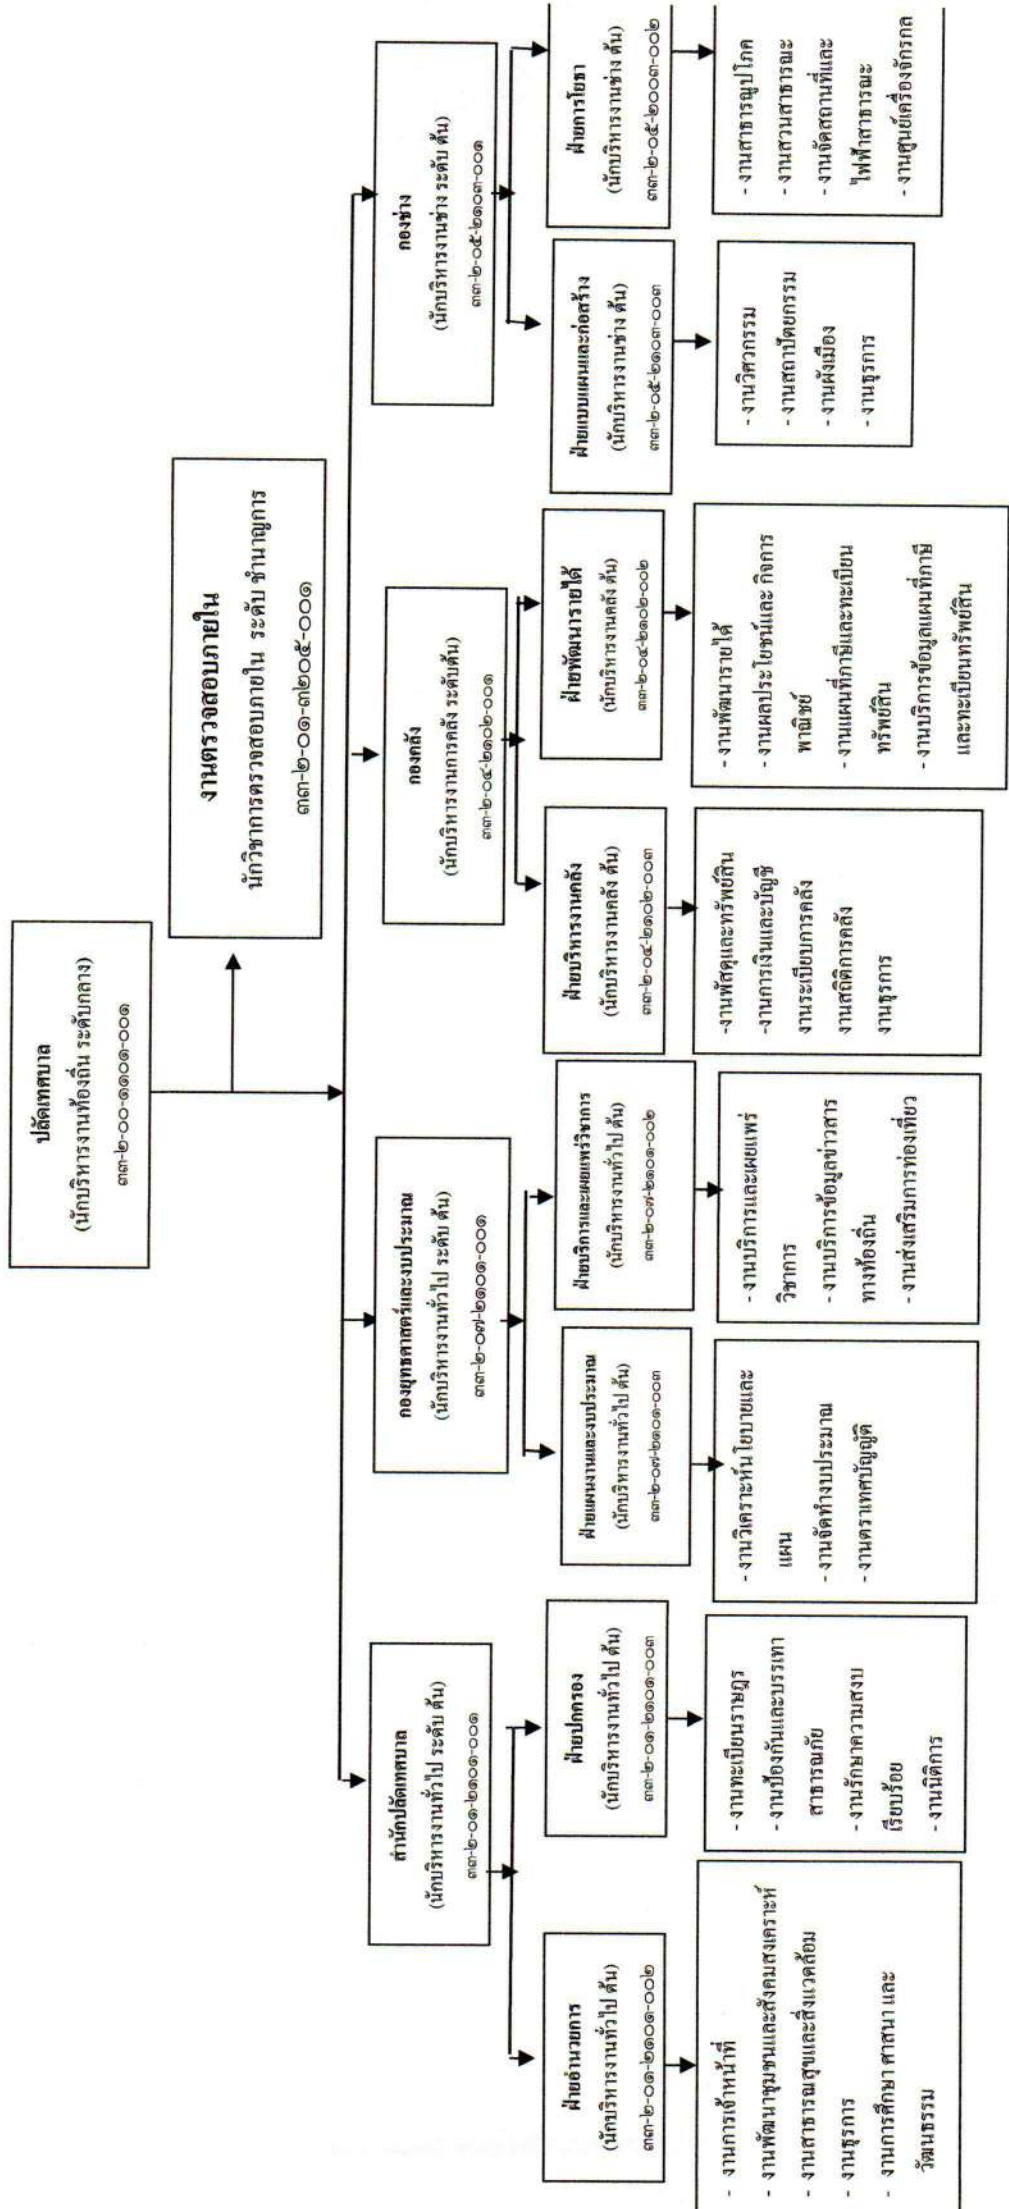 ปลัดเทศบาล
(นักบริหารงานท้องถิ่น ระดับกลาง)
๓๓-๒-๐๐-๑๑๐๑-๐๐๑
งานตรวจสอบภายใน
นักวิชาการตรวจสอบภายใน ระดับ ชำนาญการ
๓๓-๒-๐๑-๓๒๐๕-๐๐๑
สำนักปลัดเทศบาล
(นักบริหารงานทั่วไป ระดับ ต้น)
๓๓-๒-๐๑-๒๑๐๑-๐๐๑
กองยุทธศาสตร์และงบประมาณ
(นักบริหารงานทั่วไป ระดับ ต้น)
๓๓-๒-๐๗-๒๑๐๑-๐๐๑
กองคลัง
(นักบริหารงานการคลัง ระดับต้น)
๓๓-๒-๐๔-๒๑๐๒-๐๐๑
กองช่าง
(นักบริหารงานช่าง ระดับ ต้น)
๓๓-๒-๐๕-๒๑๐๓-๐๐๑
ฝ่ายอำนวยการ
(นักบริหารงานทั่วไป ต้น)
๓๓-๒-๐๑-๒๑๐๑-๐๐๒
ฝ่ายปกครอง
(นักบริหารงานทั่วไป ต้น)
๓๓-๒-๐๑-๒๑๐๑-๐๐๓
ฝ่ายแผนงานและงบประมาณ
(นักบริหารงานทั่วไป ต้น)
๓๓-๒-๐๗-๒๑๐๑-๐๐๓
ฝ่ายบริการและเผยแพร่วิชาการ
(นักบริหารงานทั่วไป ต้น)
๓๓-๒-๐๗-๒๑๐๑-๐๐๒
ฝ่ายบริหารงานคลัง
(นักบริหารงานคลัง ต้น)
๓๓-๒-๐๔-๒๑๐๒-๐๐๓
ฝ่ายพัฒนารายได้
(นักบริหารงานคลัง ต้น)
๓๓-๒-๐๔-๒๑๐๒-๐๐๒
ฝ่ายแบบแผนและก่อสร้าง
(นักบริหารงานช่าง ต้น)
๓๓-๒-๐๕-๒๑๐๓-๐๐๓
ฝ่ายการโยธา
(นักบริหารงานช่าง ต้น)
๓๓-๒-๐๕-๒๐๐๓-๐๐๒
- งานการเจ้าหน้าที่
- งานพัฒนาชุมชนและสังคมสงเคราะห์
- งานสาธารณสุขและสิ่งแวดล้อม
- งานธุรการ
- งานการศึกษา ศาสนา และ
วัฒนธรรม
- งานทะเบียนราษฎร
- งานป้องกันและบรรเทา
สาธารณภัย
- งานรักษาความสงบ
เรียบร้อย
- งานนิติการ
- งานวิเคราะห์นโยบายและ
แผน
- งานจัดทำงบประมาณ
- งานตราเทศบัญญัติ
- งานบริการและเผยแพร่
วิชาการ
- งานบริการข้อมูลข่าวสาร
ทางท้องถิ่น
- งานส่งเสริมการท่องเที่ยว
-งานพัสดุและทรัพย์สิน
-งานการเงินและบัญชี
งานระเบียบการคลัง
งานสถิติการคลัง
งานธุรการ
- งานพัฒนารายได้
- งานผลประโยชน์และ กิจการ
พาณิชย์
- งานแผนที่ภาษีและทะเบียน
ทรัพย์สิน
- งานบริการข้อมูลแผนที่ภาษี
และทะเบียนทรัพย์สิน
- งานวิศวกรรม
- งานสถาปัตยกรรม
- งานผังเมือง
- งานธุรการ
- งานสาธารณูปโภค
- งานสวนสาธารณะ
- งานจัดสถานที่และ
ไฟฟ้าสาธารณะ
- งานศูนย์เครื่องจักรกล